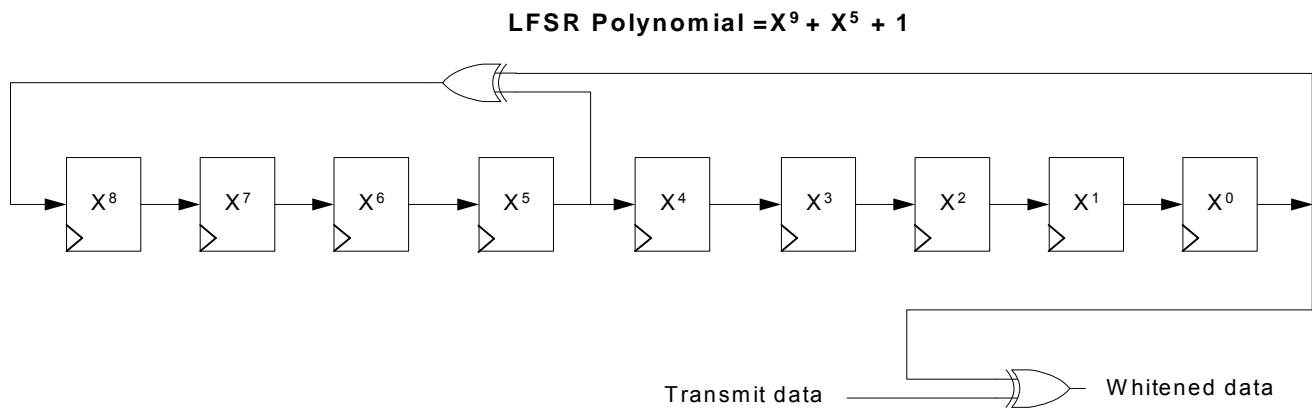 LFSR Polynomial =X⁹ + X⁵ + 1
X⁸ X⁷ X⁶ X⁵ X⁴ X³ X² X¹ X⁰
Transmit data
Whitened data